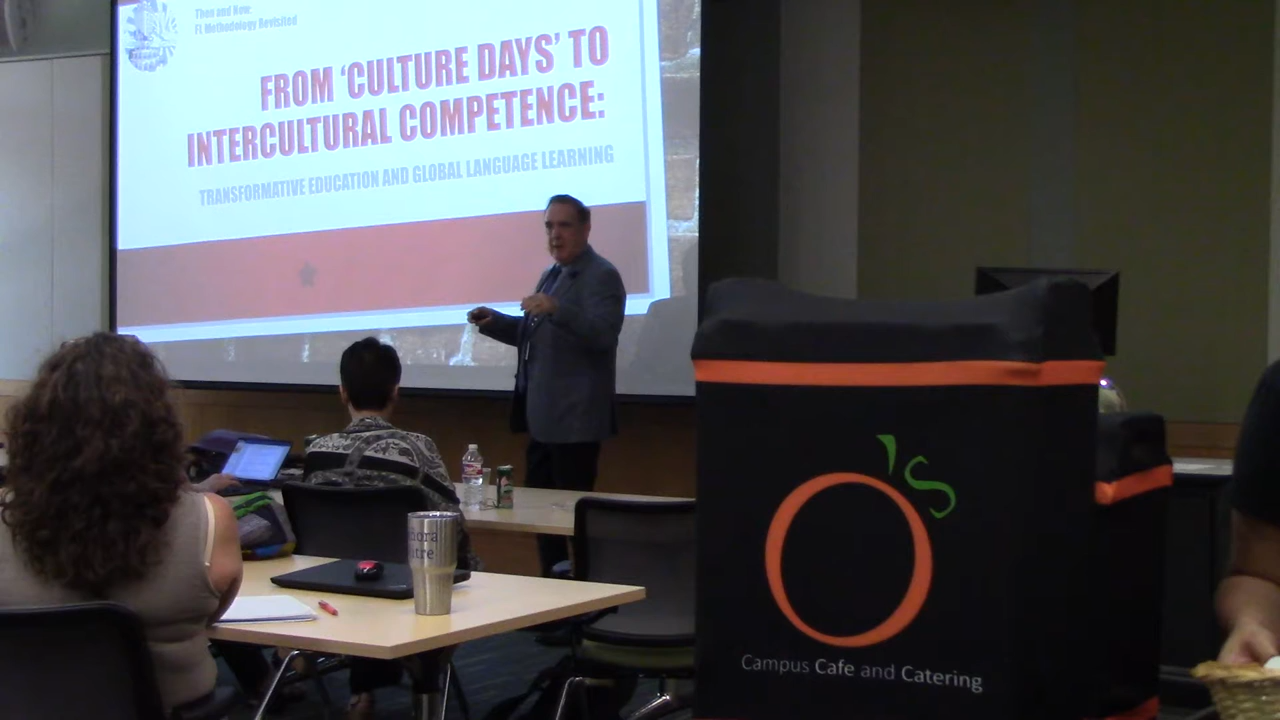 Then and Now:
FL Methodology Revisited
FROM 'CULTURE DAYS' TO
INTERCULTURAL COMPETENCE:
TRANSFORMATIVE EDUCATION AND GLOBAL LANGUAGE LEARNING
O's
Campus Cafe and Catering